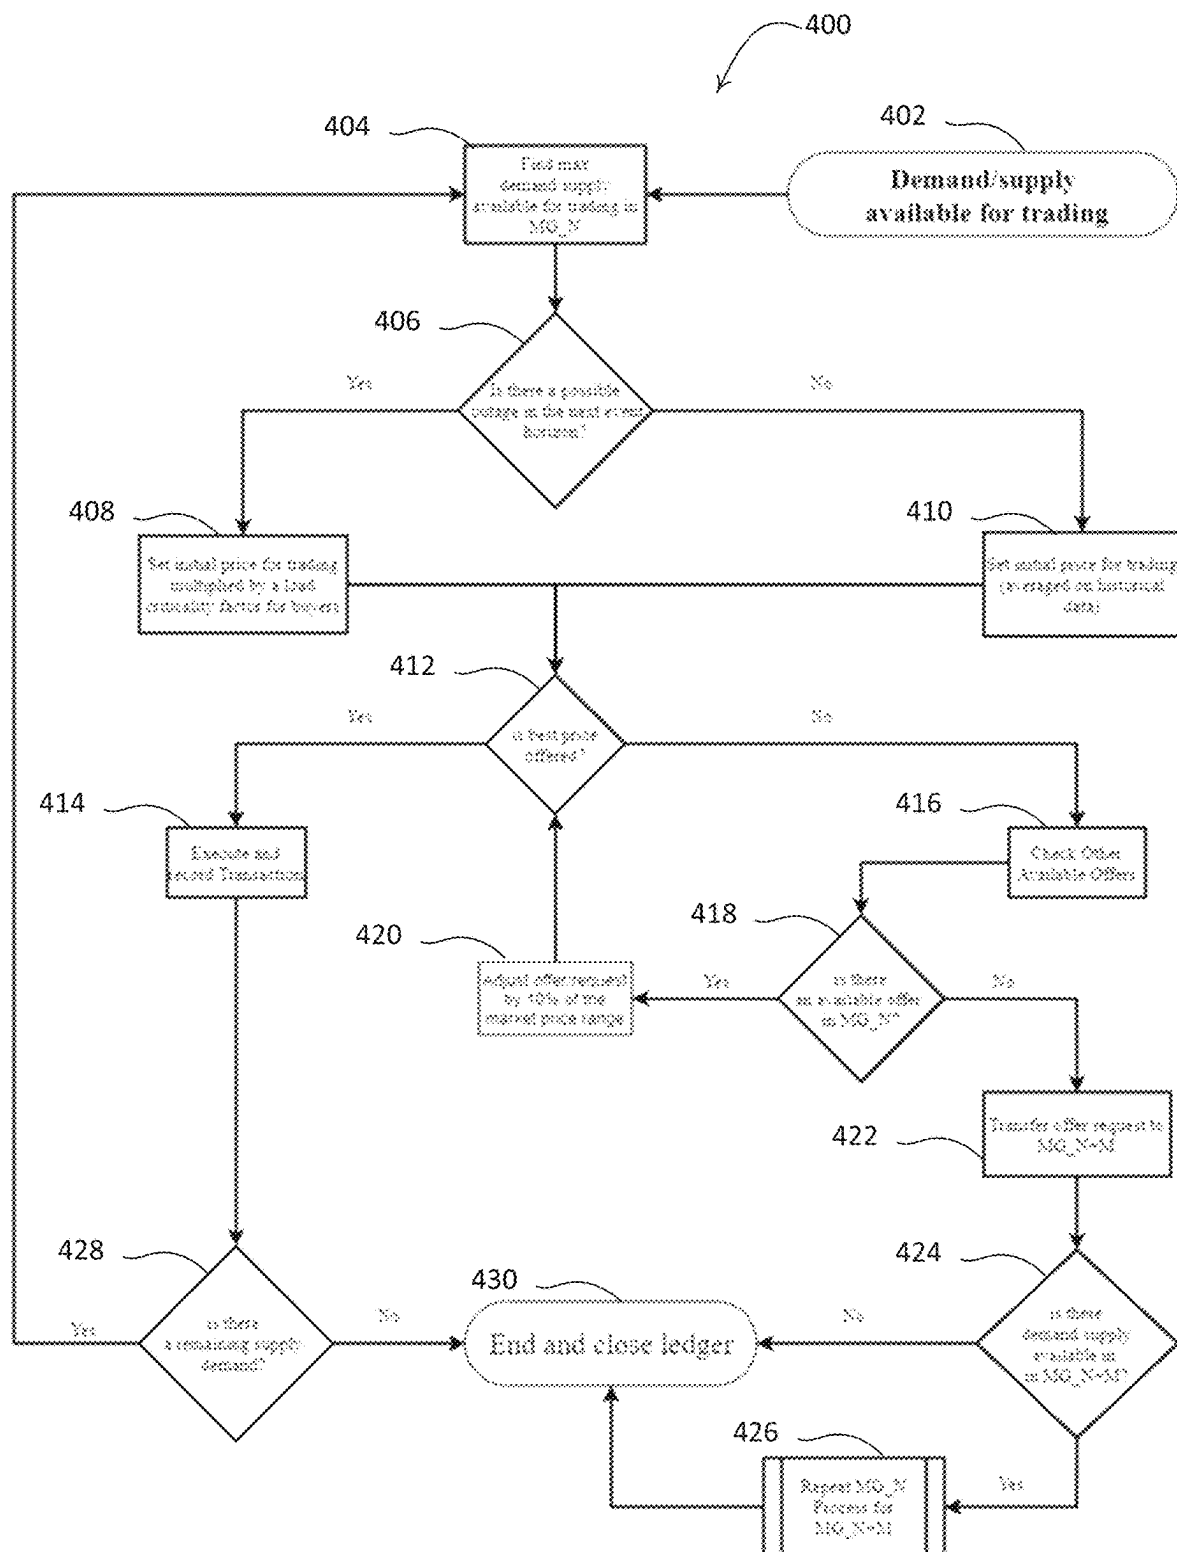 400
402
Demand/supply
available for trading
404
Find max
demand supply
available for trading in
MG_N
406
Is there a possible
outage in the next event
horizon?
Yes
No
408
Set initial price for trading
multiplied by a load
criticality factor for buyers
410
Set initial price for trading
(averaged on historical
data)
412
is best price
offered?
Yes
No
414
Execute and
record Transaction
416
Check Other
Available Offers
418
is there
an available offer
in MG_N?
Yes
No
420
Adjust offer/request
by 10% of the
market price range
422
Transfer offer request to
MG_N+M
424
is there
demand supply
available in
in MG_N+M?
No
Yes
426
Repeat MG_N
Process for
MG_N+M
428
is there
a remaining supply
demand?
Yes
No
430
End and close ledger